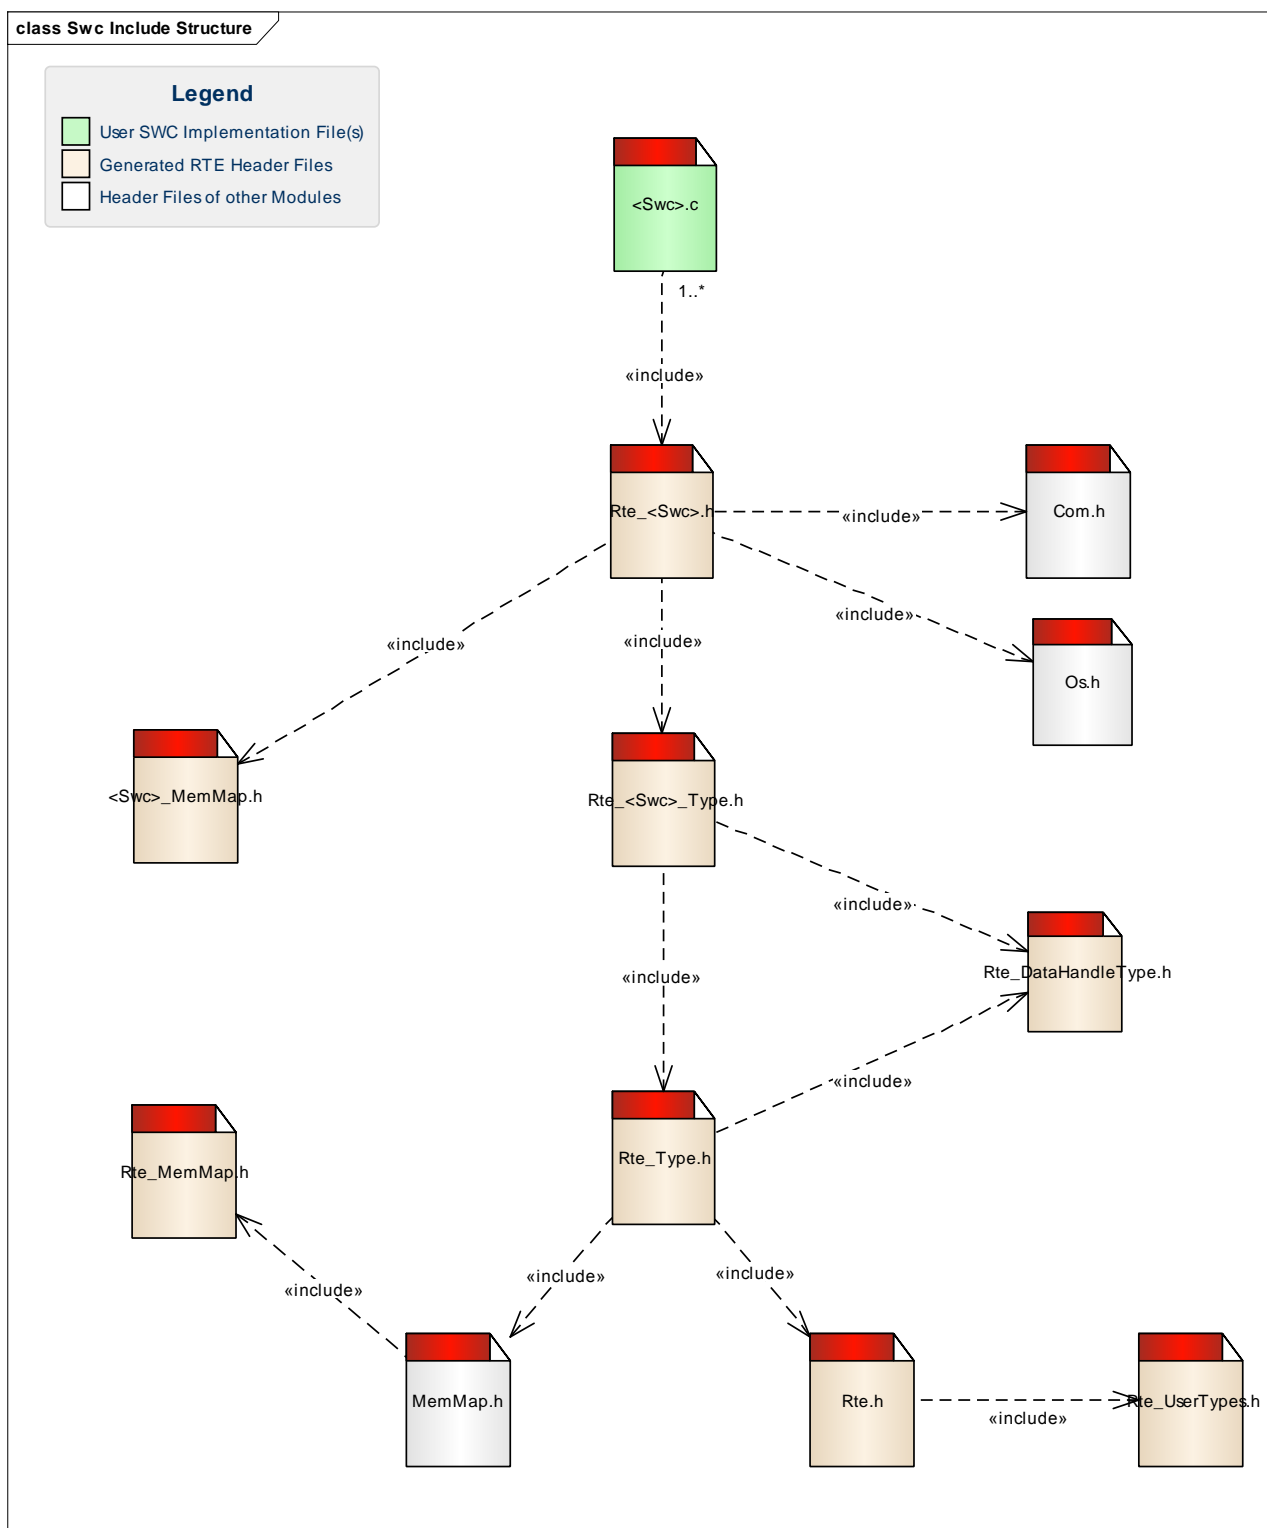 class Swc Include Structure
Legend
User SWC Implementation File(s)
Generated RTE Header Files
Header Files of other Modules
<Swc>.c
1..*
«include»
Rte_<Swc>.h
«include»
Com.h
«include»
«include»
«include»
Os.h
<Swc>_MemMap.h
Rte_<Swc>_Type.h
«include»
«include»
Rte_DataHandleType.h
«include»
Rte_MemMap.h
Rte_Type.h
«include»
«include»
«include»
MemMap.h
Rte.h
«include»
Rte_UserTypes.h